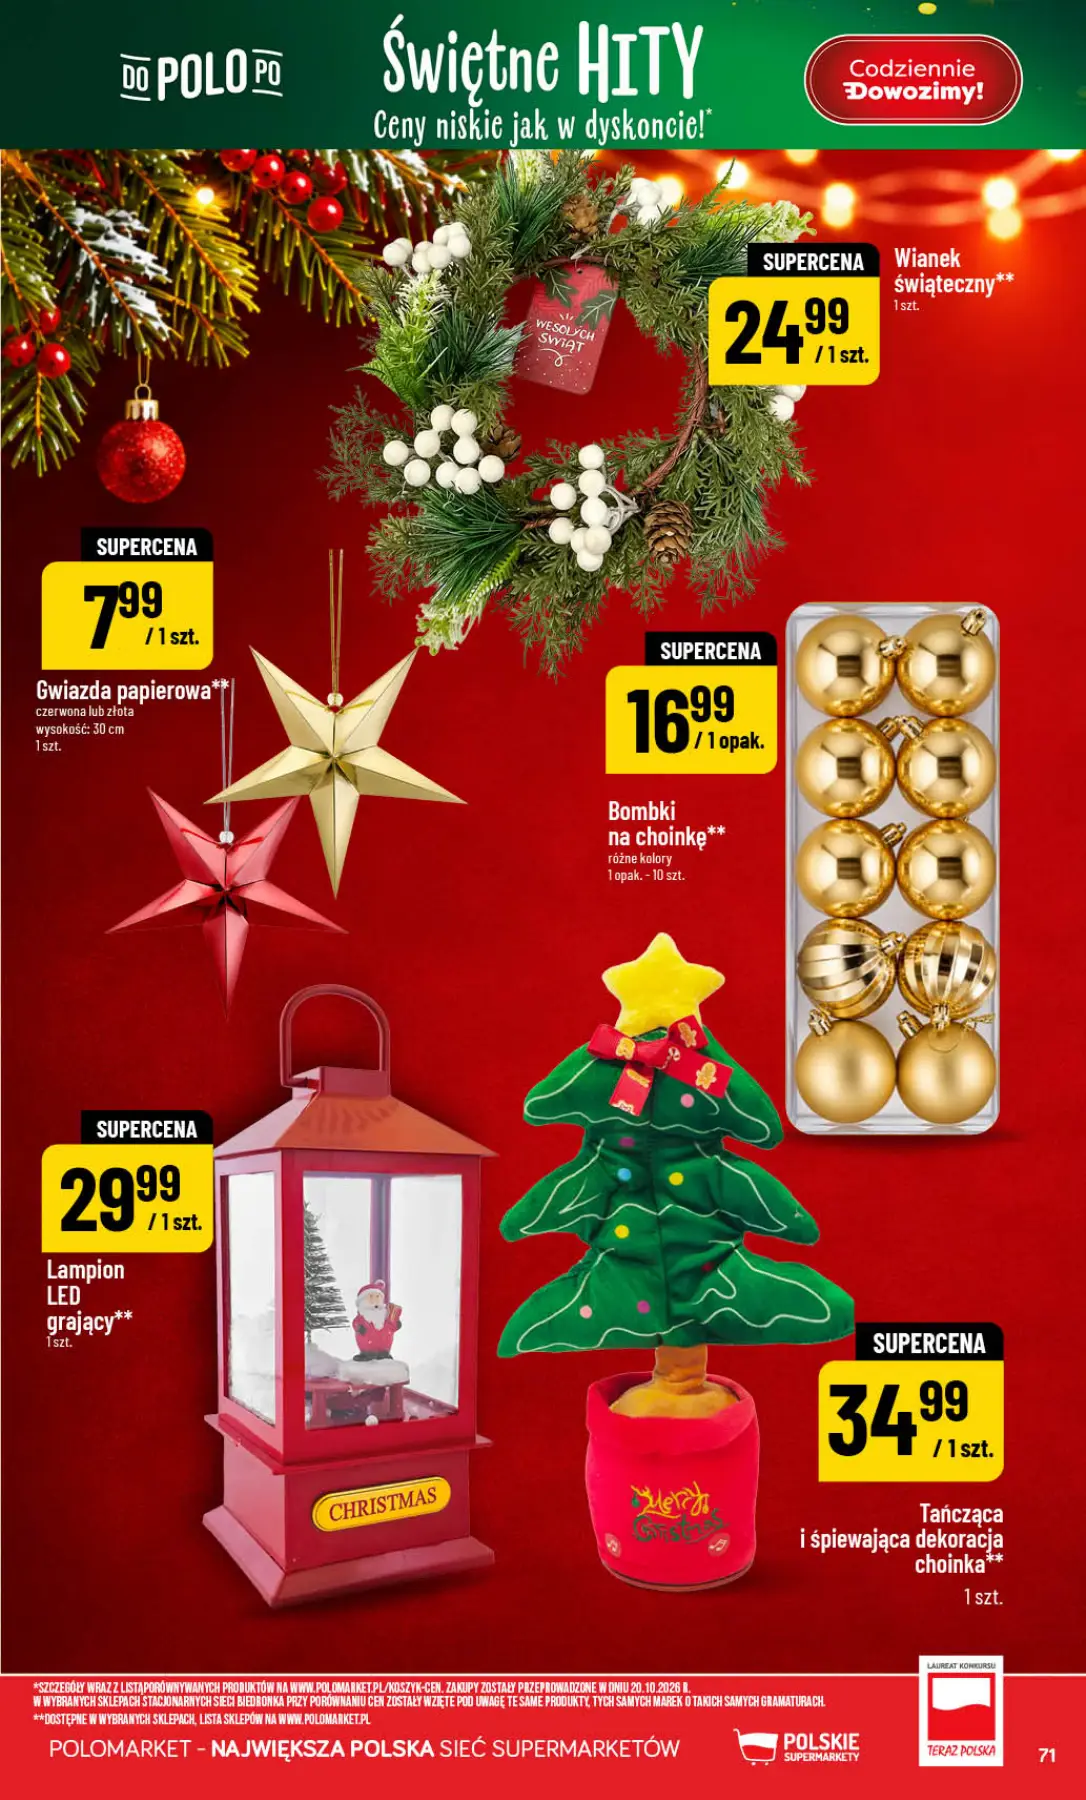 DO POLO PO
Świętne HITY
Ceny niskie jak w dyskoncie!*
Codziennie
Dowozimy!
SUPERCENA
24 99
/ 1 szt.
Wianek
świąteczny**
1 szt.
WESOŁYCH
ŚWIĄT
SUPERCENA
7 99
/ 1 szt.
Gwiazda papierowa**
czerwona lub złota
wysokość: 30 cm
1 szt.
SUPERCENA
16 99
/ 1 opak.
Bombki
na choinkę**
różne kolory
1 opak. - 10 szt.
SUPERCENA
29 99
/ 1 szt.
Lampion
LED
grający**
1 szt.
CHRISTMAS
Merry
Christmas
SUPERCENA
34 99
/ 1 szt.
Tańcząca
i śpiewająca dekoracja
choinka**
1 szt.
*SZCZEGÓŁY WRAZ Z LISTĄ PORÓWNYWANYCH PRODUKTÓW NA WWW.POLOMARKET.PL/KOSZYK-CEN. ZAKUPY ZOSTAŁY PRZEPROWADZONE W DNIU 20.10.2026 R.
W WYBRANYCH SKLEPACH STACJONARNYCH SIECI BIEDRONKA PRZY PORÓWNANIU CEN ZOSTAŁY WZIĘTE POD UWAGĘ TE SAME PRODUKTY, TYCH SAMYCH MAREK O TAKICH SAMYCH GRAMATURACH.
**DOSTĘPNE W WYBRANYCH SKLEPACH, LISTA SKLEPÓW NA WWW.POLOMARKET.PL
POLOMARKET - NAJWIĘKSZA POLSKA SIEĆ SUPERMARKETÓW
POLSKIE
SUPERMARKETY
LAUREAT KONKURSU
TERAZ POLSKA
71